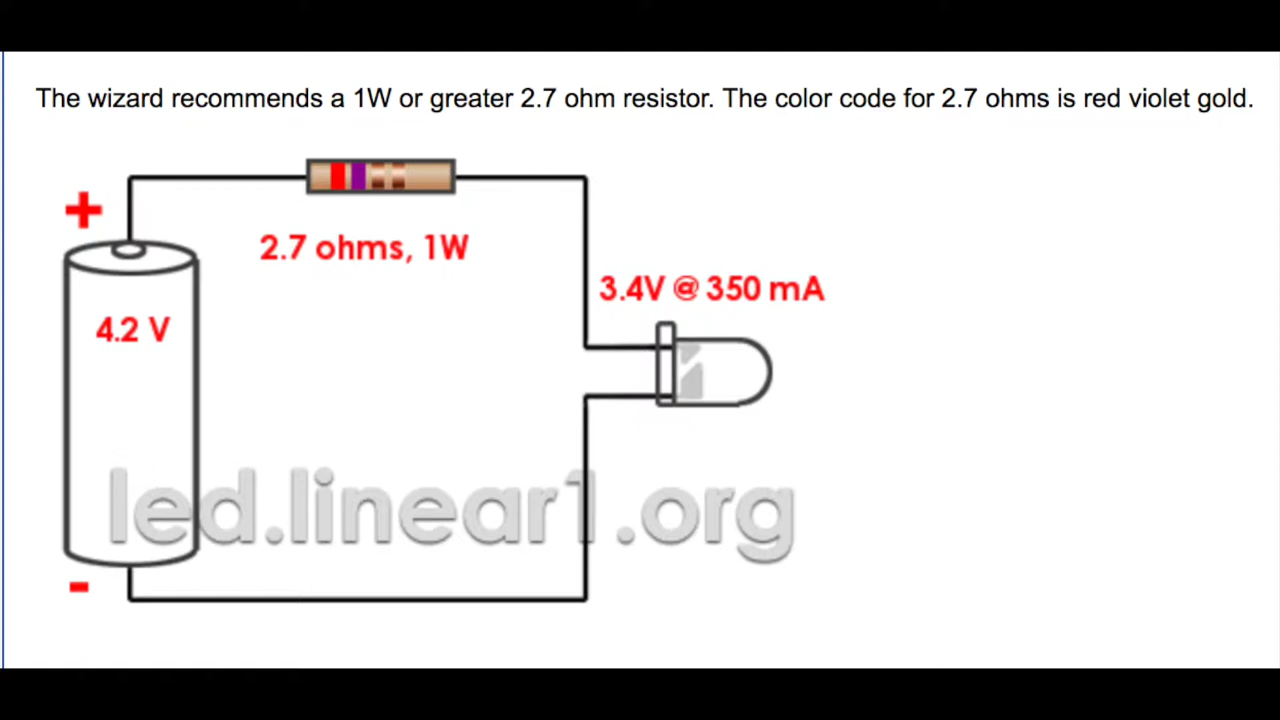 The wizard recommends a 1W or greater 2.7 ohm resistor. The color code for 2.7 ohms is red violet gold.
+
2.7 ohms, 1W
3.4V @ 350 mA
4.2 V
led.linear1.org
-